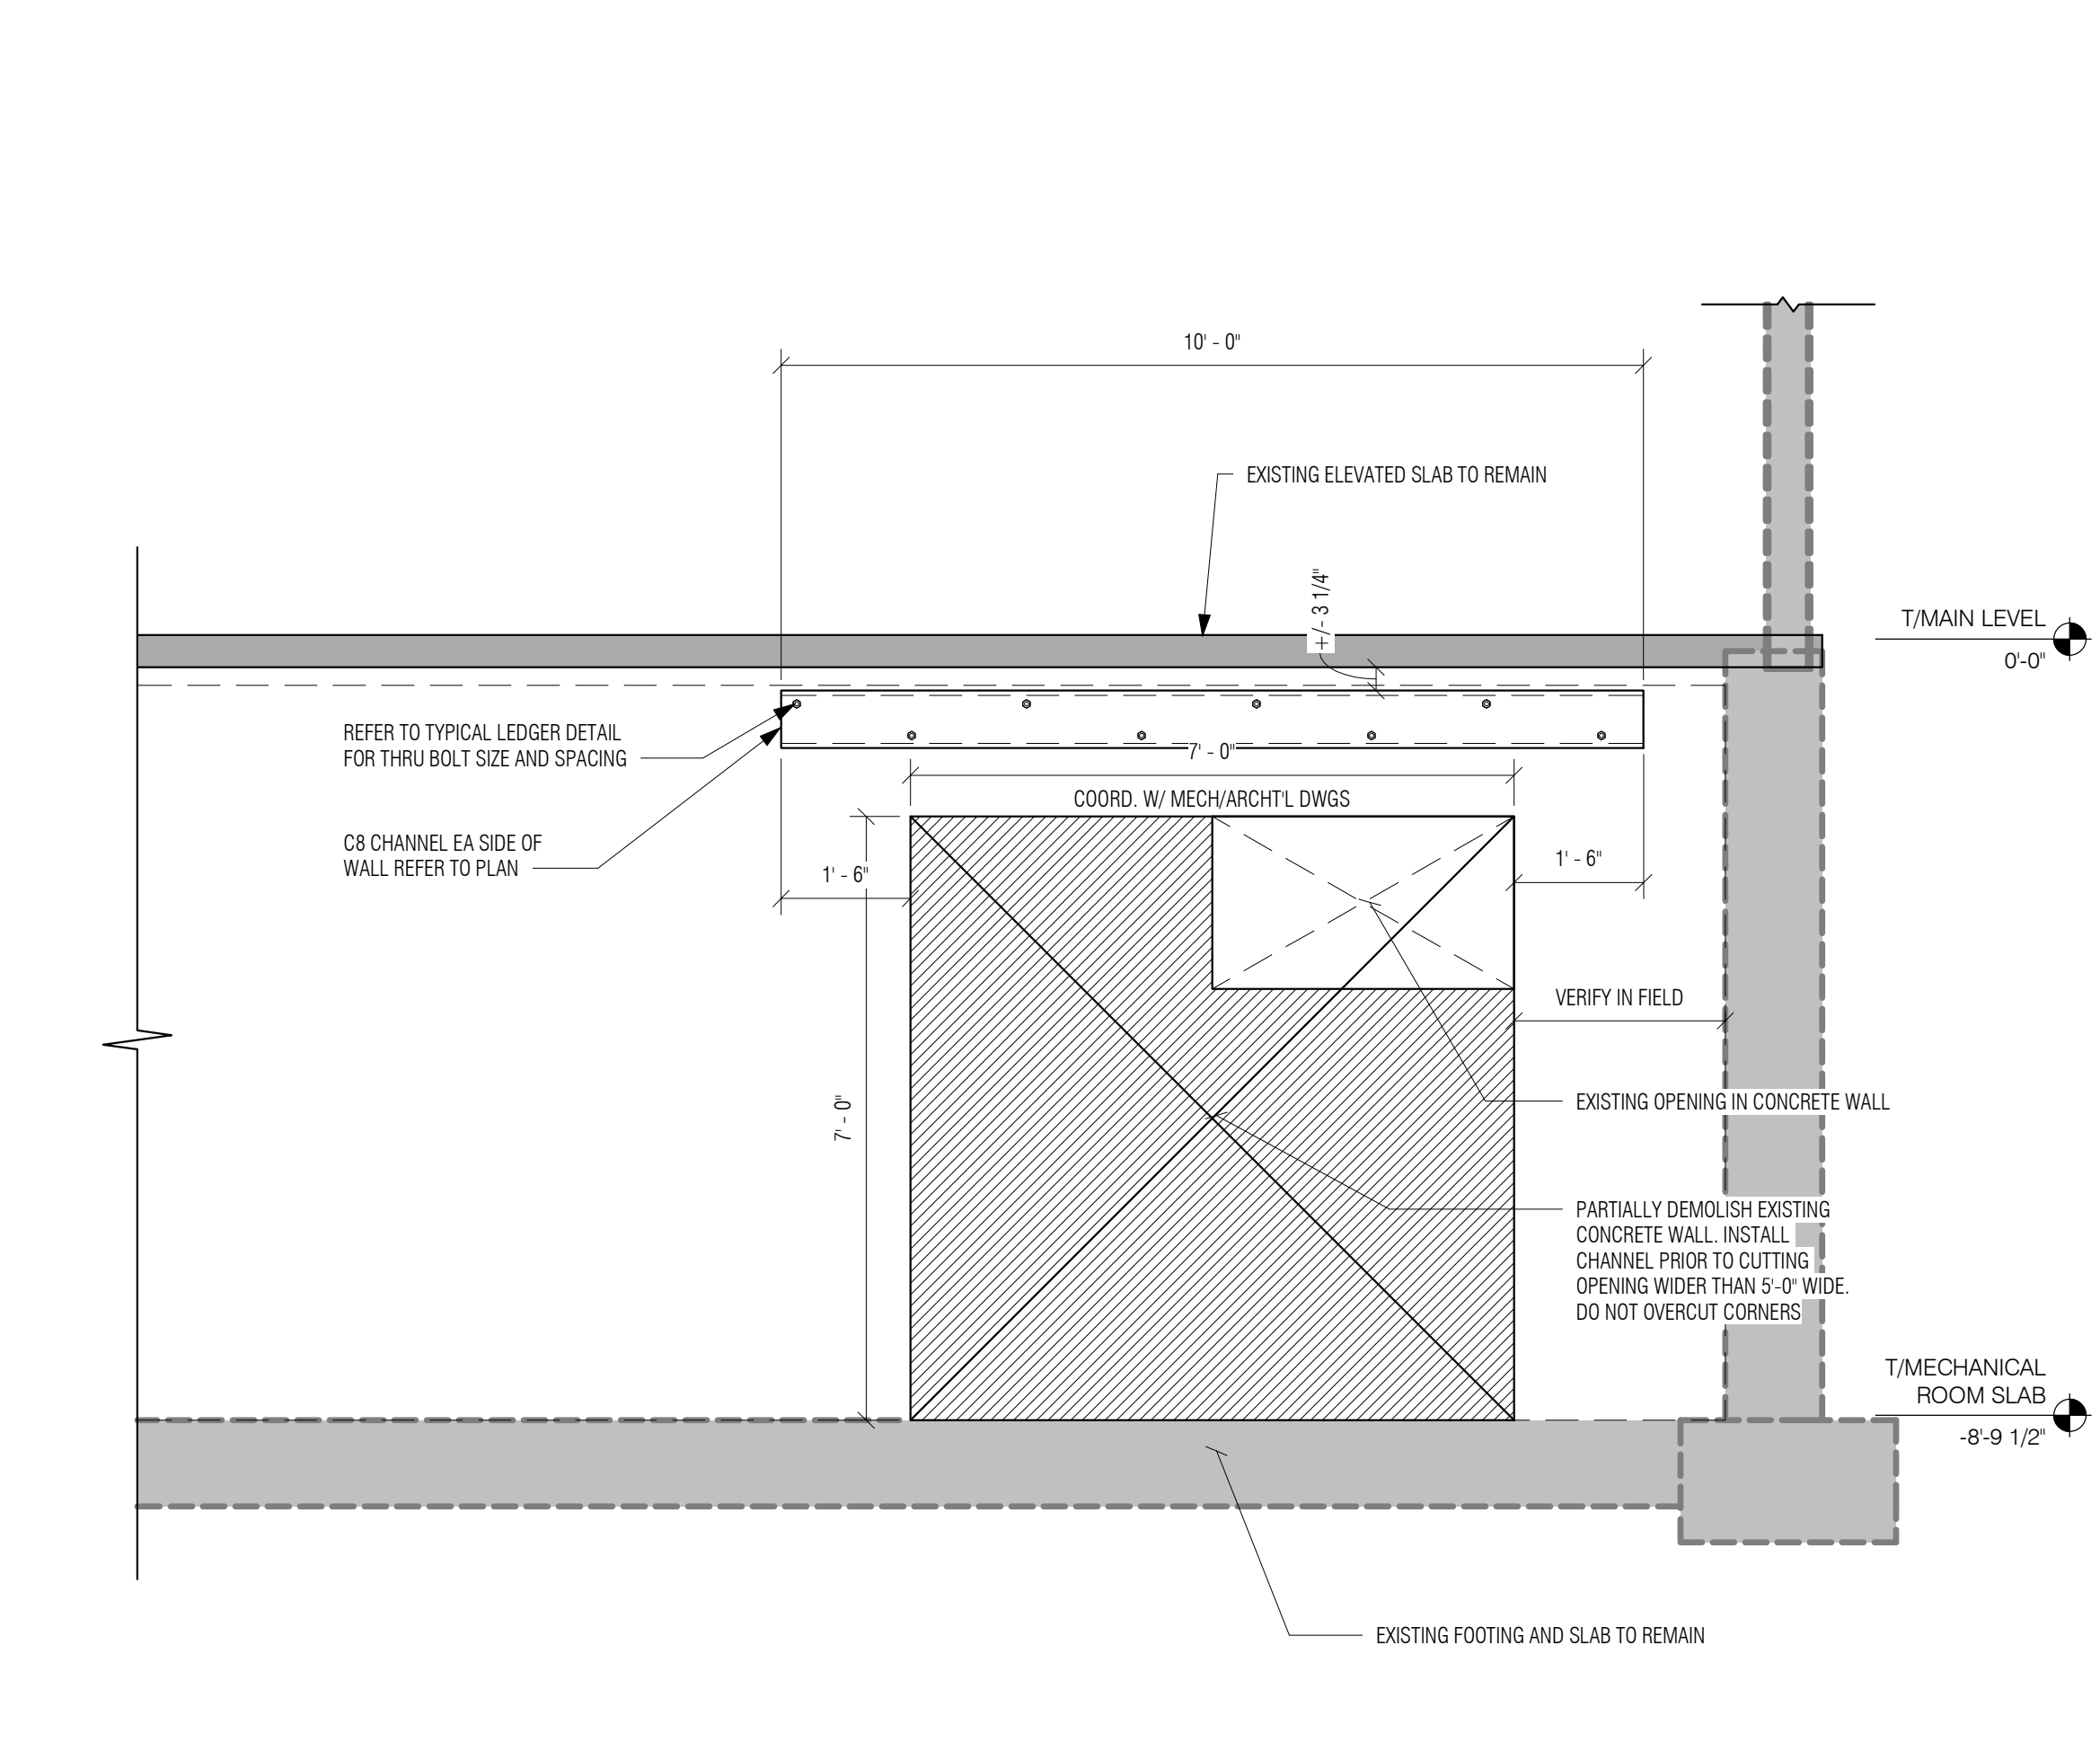 10' - 0"
EXISTING ELEVATED SLAB TO REMAIN
+/- 3 1/4"
T/MAIN LEVEL
0'-0"
REFER TO TYPICAL LEDGER DETAIL
FOR THRU BOLT SIZE AND SPACING
7' - 0"
COORD. W/ MECH/ARCHT'L DWGS
C8 CHANNEL EA SIDE OF
WALL REFER TO PLAN
1' - 6"
1' - 6"
VERIFY IN FIELD
7' - 0"
EXISTING OPENING IN CONCRETE WALL
PARTIALLY DEMOLISH EXISTING
CONCRETE WALL. INSTALL
CHANNEL PRIOR TO CUTTING
OPENING WIDER THAN 5'-0" WIDE.
DO NOT OVERCUT CORNERS
T/MECHANICAL
ROOM SLAB
-8'-9 1/2"
EXISTING FOOTING AND SLAB TO REMAIN